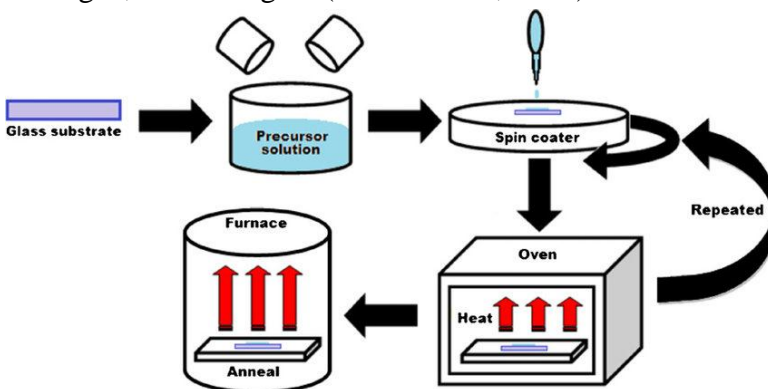 Glass substrate
Precursor
solution
Spin coater
Repeated
Oven
Heat
Furnace
Anneal